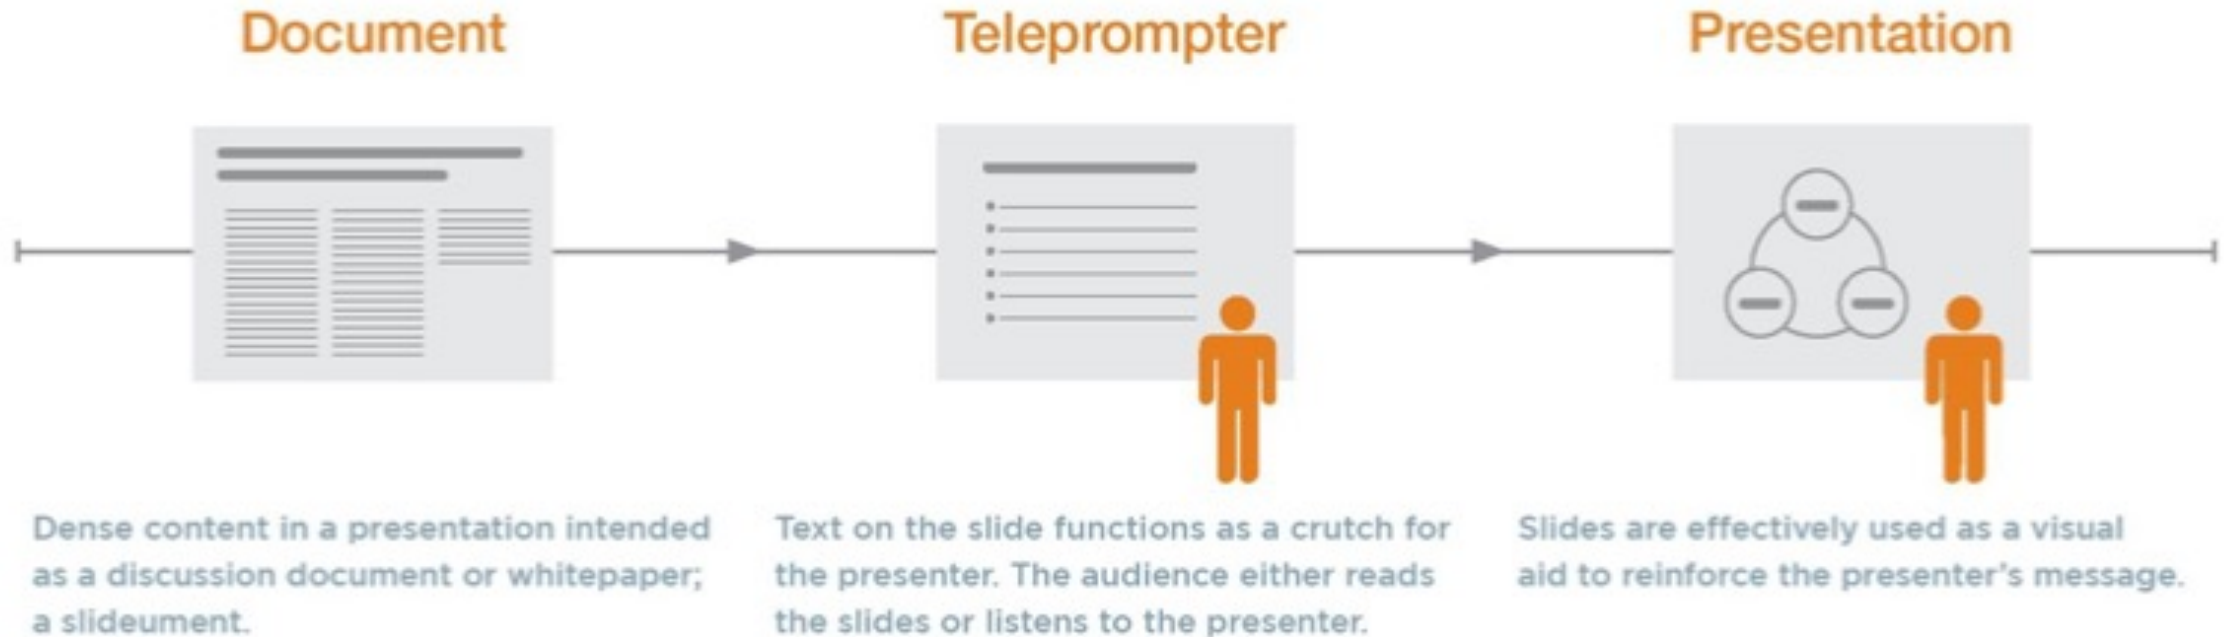 Document
Teleprompter
Presentation
Dense content in a presentation intended
as a discussion document or whitepaper;
a slideument.
Text on the slide functions as a crutch for
the presenter. The audience either reads
the slides or listens to the presenter.
Slides are effectively used as a visual
aid to reinforce the presenter's message.